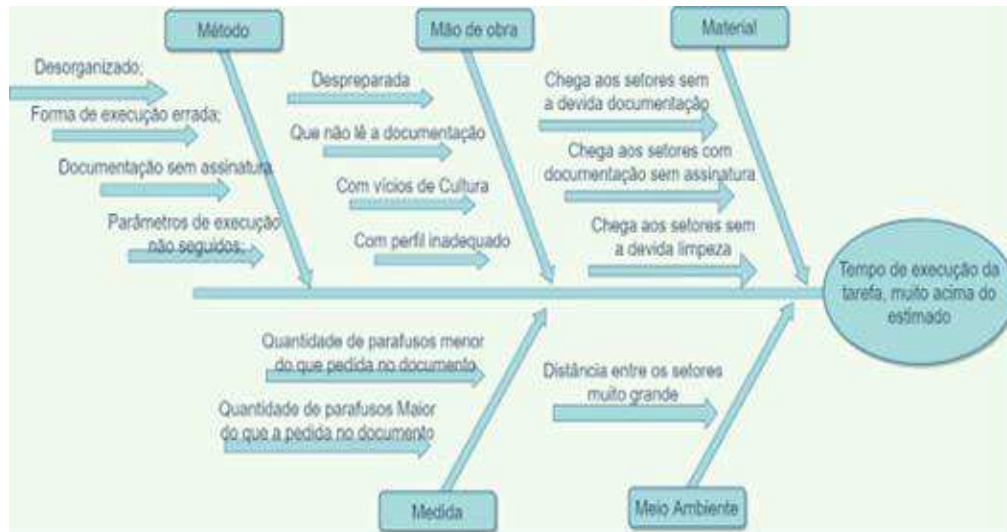 Método
Desorganizado;
Forma de execução errada;
Documentação sem assinatura
Parâmetros de execução
não seguidos;
Mão de obra
Despreparada
Que não lê a documentação
Com vícios de Cultura
Com perfil inadequado
Material
Chega aos setores sem
a devida documentação
Chega aos setores com
documentação sem assinatura
Chega aos setores sem
a devida limpeza
Tempo de execução da
tarefa, muito acima do
estimado
Quantidade de parafusos menor
do que pedida no documento
Quantidade de parafusos Maior
do que a pedida no documento
Medida
Distância entre os setores
muito grande
Meio Ambiente